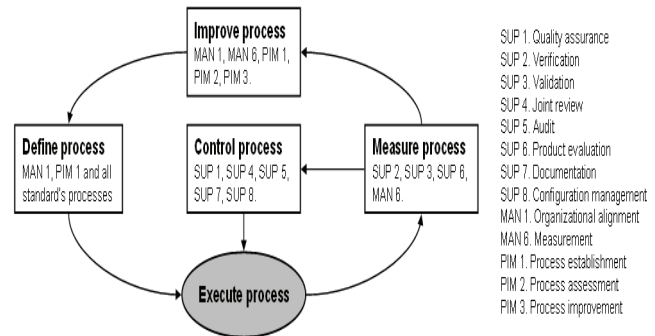 Improve process
MAN 1, MAN 6, PIM 1,
PIM 2, PIM 3.
Define process
MAN 1, PIM 1 and all
standard's processes
Control process
SUP 1, SUP 4, SUP 5,
SUP 7, SUP 8.
Measure process
SUP 2, SUP 3, SUP 6,
MAN 6.
Execute process
SUP 1. Quality assurance
SUP 2. Verification
SUP 3. Validation
SUP 4. Joint review
SUP 5. Audit
SUP 6. Product evaluation
SUP 7. Documentation
SUP 8. Configuration management
MAN 1. Organizational alignment
MAN 6. Measurement
PIM 1. Process establishment
PIM 2. Process assessment
PIM 3. Process improvement